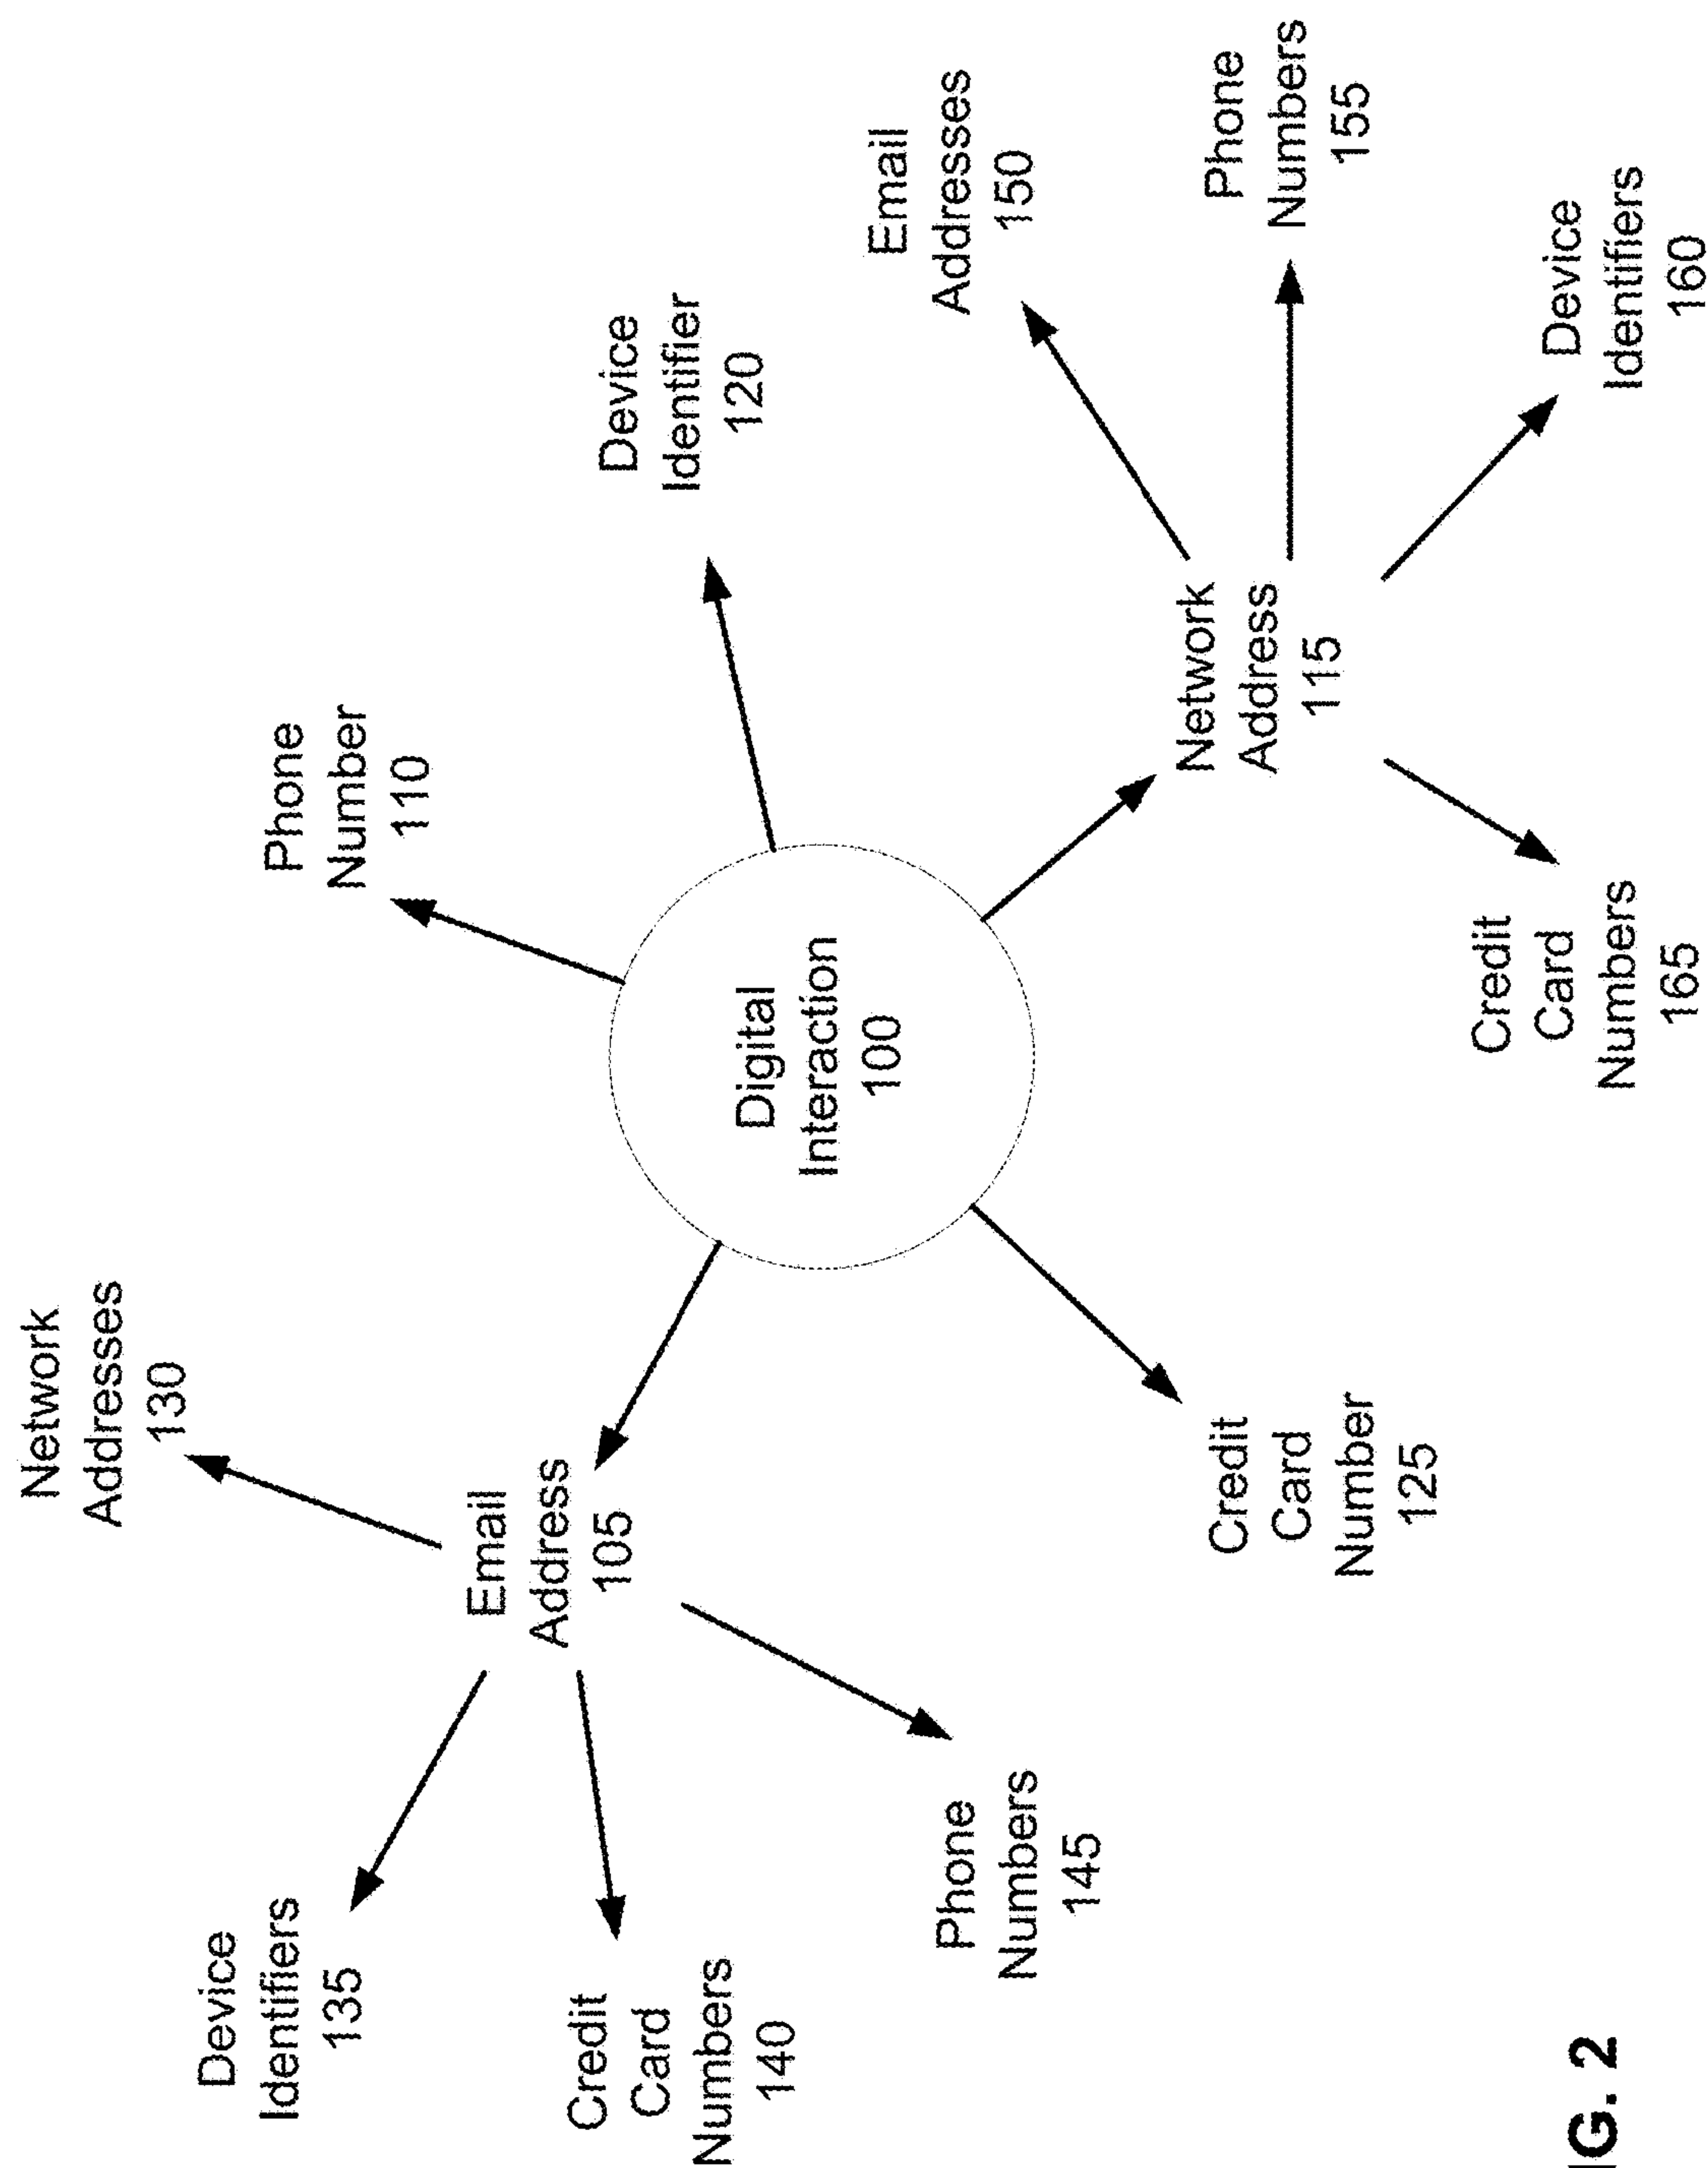 Network
Addresses
130
Device
Identifiers
135
Email
Address
105
Credit
Card
Numbers
140
Phone
Numbers
145
Phone
Number
110
Device
Identifier
120
Digital
Interaction
100
Credit
Card
Number
125
Email
Addresses
150
Phone
Numbers
155
Network
Address
115
Device
Identifiers
160
Credit
Card
Numbers
165
IG. 2